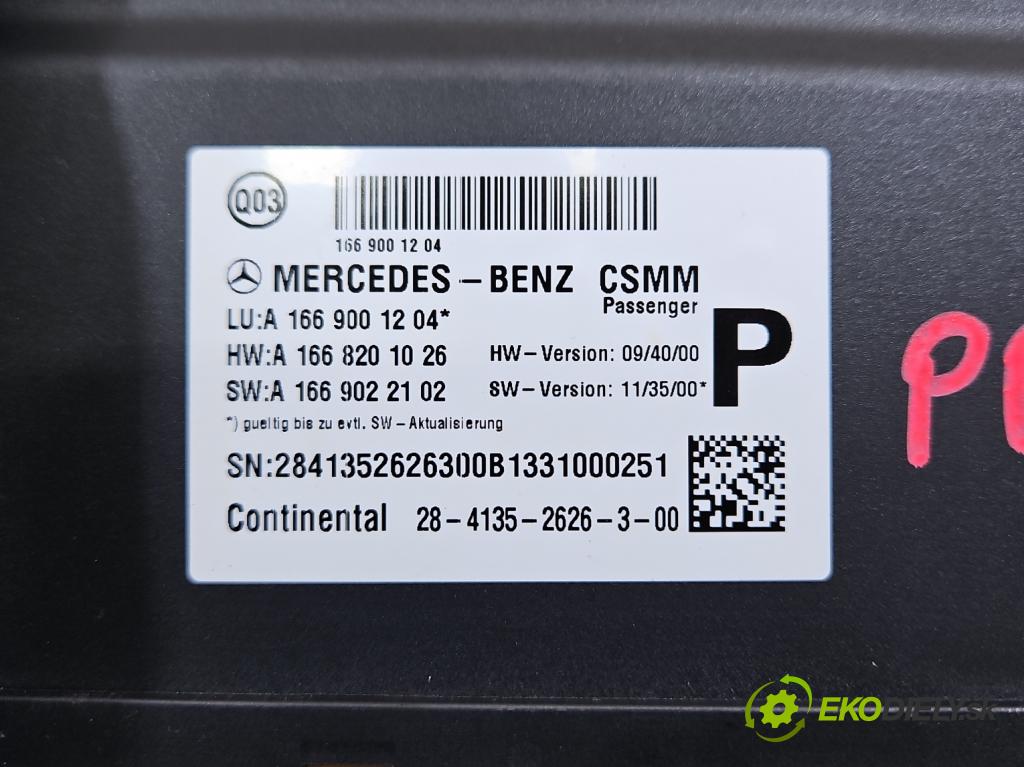 Q03
166 900 12 04
MERCEDES-BENZ CSMM
Passenger
LU:A 166 900 12 04*
HW:A 166 820 10 26 HW-Version: 09/40/00
SW:A 166 902 21 02 SW-Version: 11/35/00*
P
*) gueltig bis zu evtl. SW-Aktualisierung
SN:2841352626300B1331000251
Continental 28-4135-2626-3-00
EKODIELY.SK